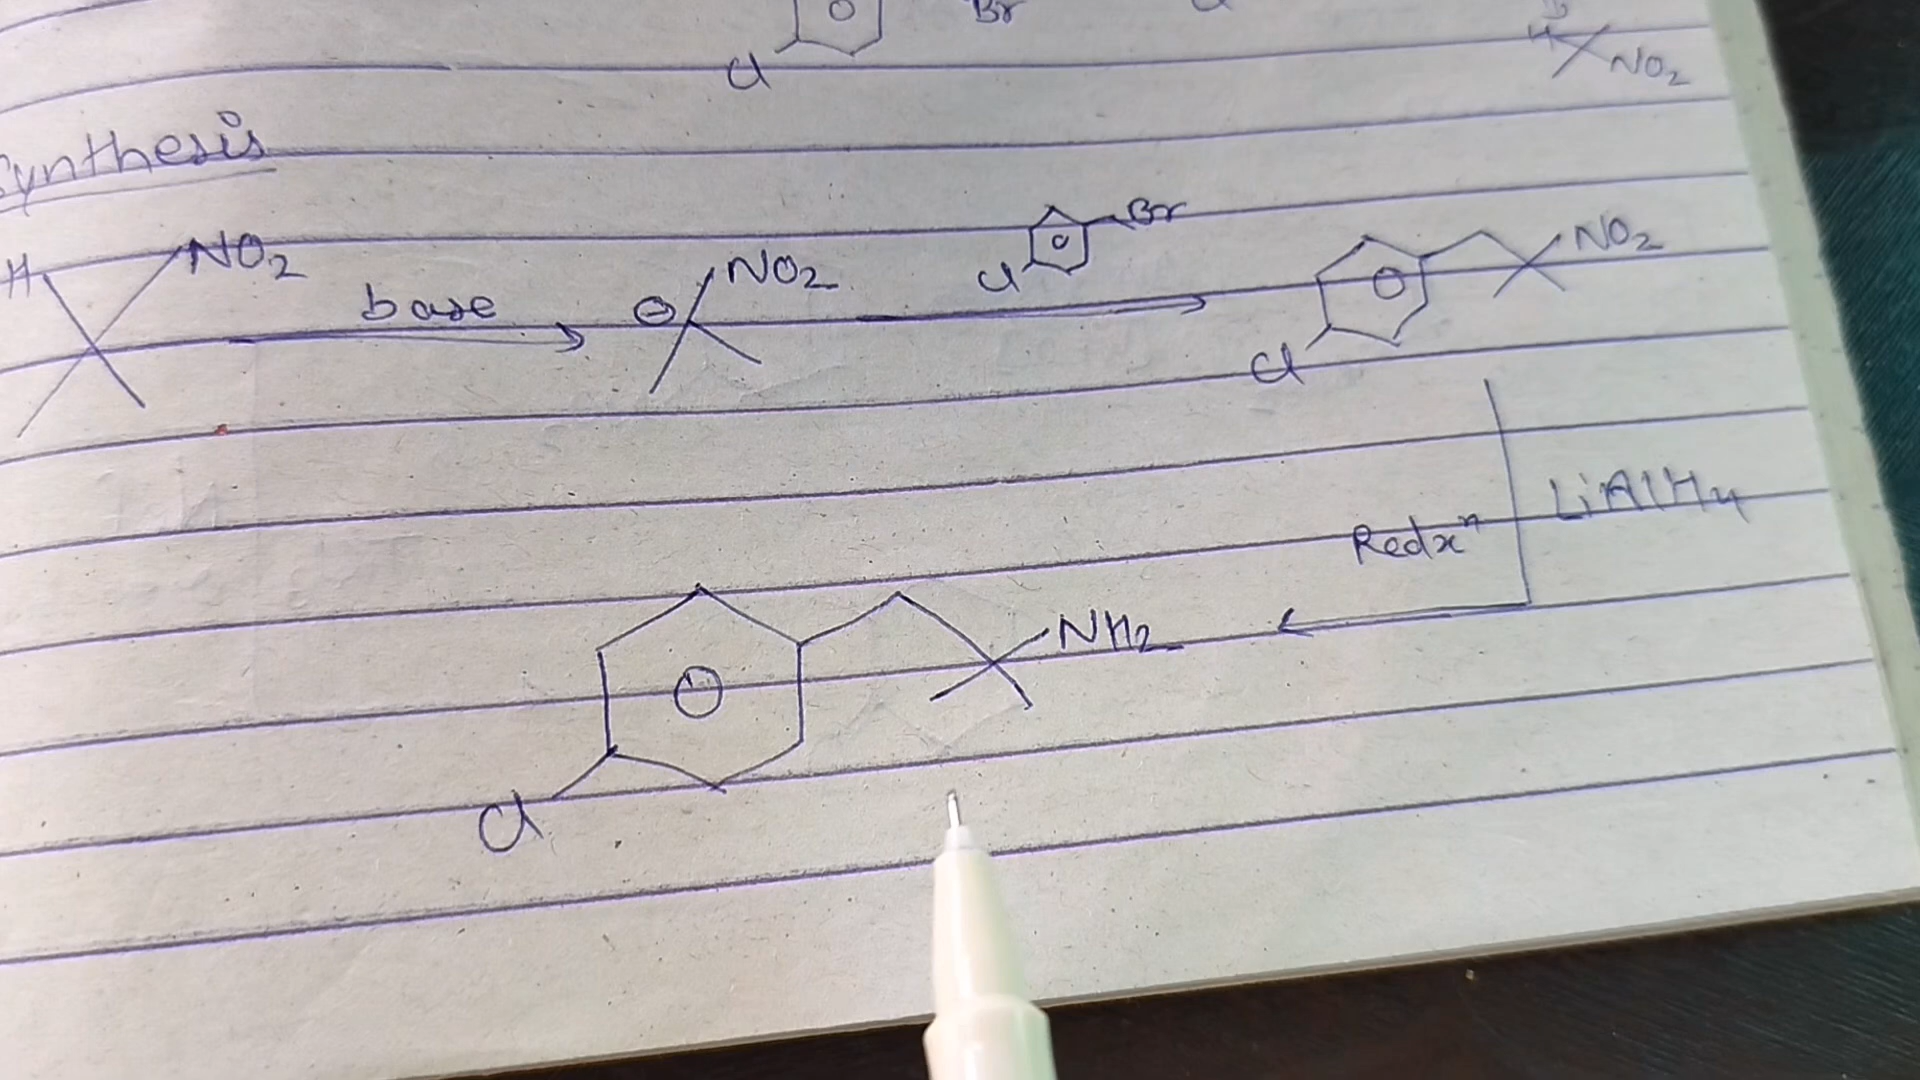 Br
Cl
H
NO2
Synthesis
H NO2
base
⊖ NO2
Br
Cl
NO2
Cl
Redxⁿ LiAlH4
NH2
Cl